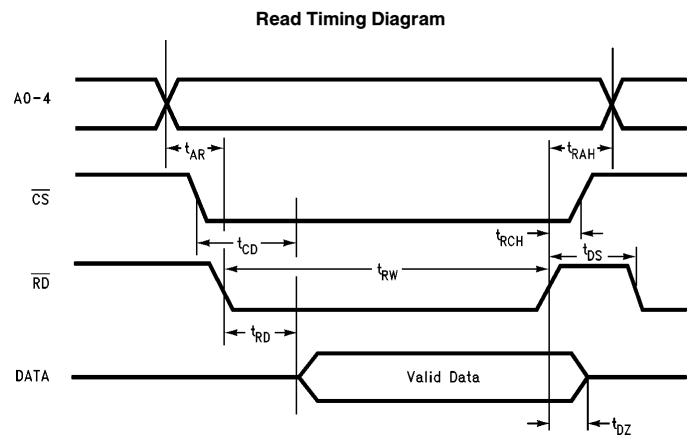 Read Timing Diagram
A0-4
tAR
tRAH
CS
tCD
tRCH
tDS
RD
tRW
tRD
DATA
Valid Data
tDZ